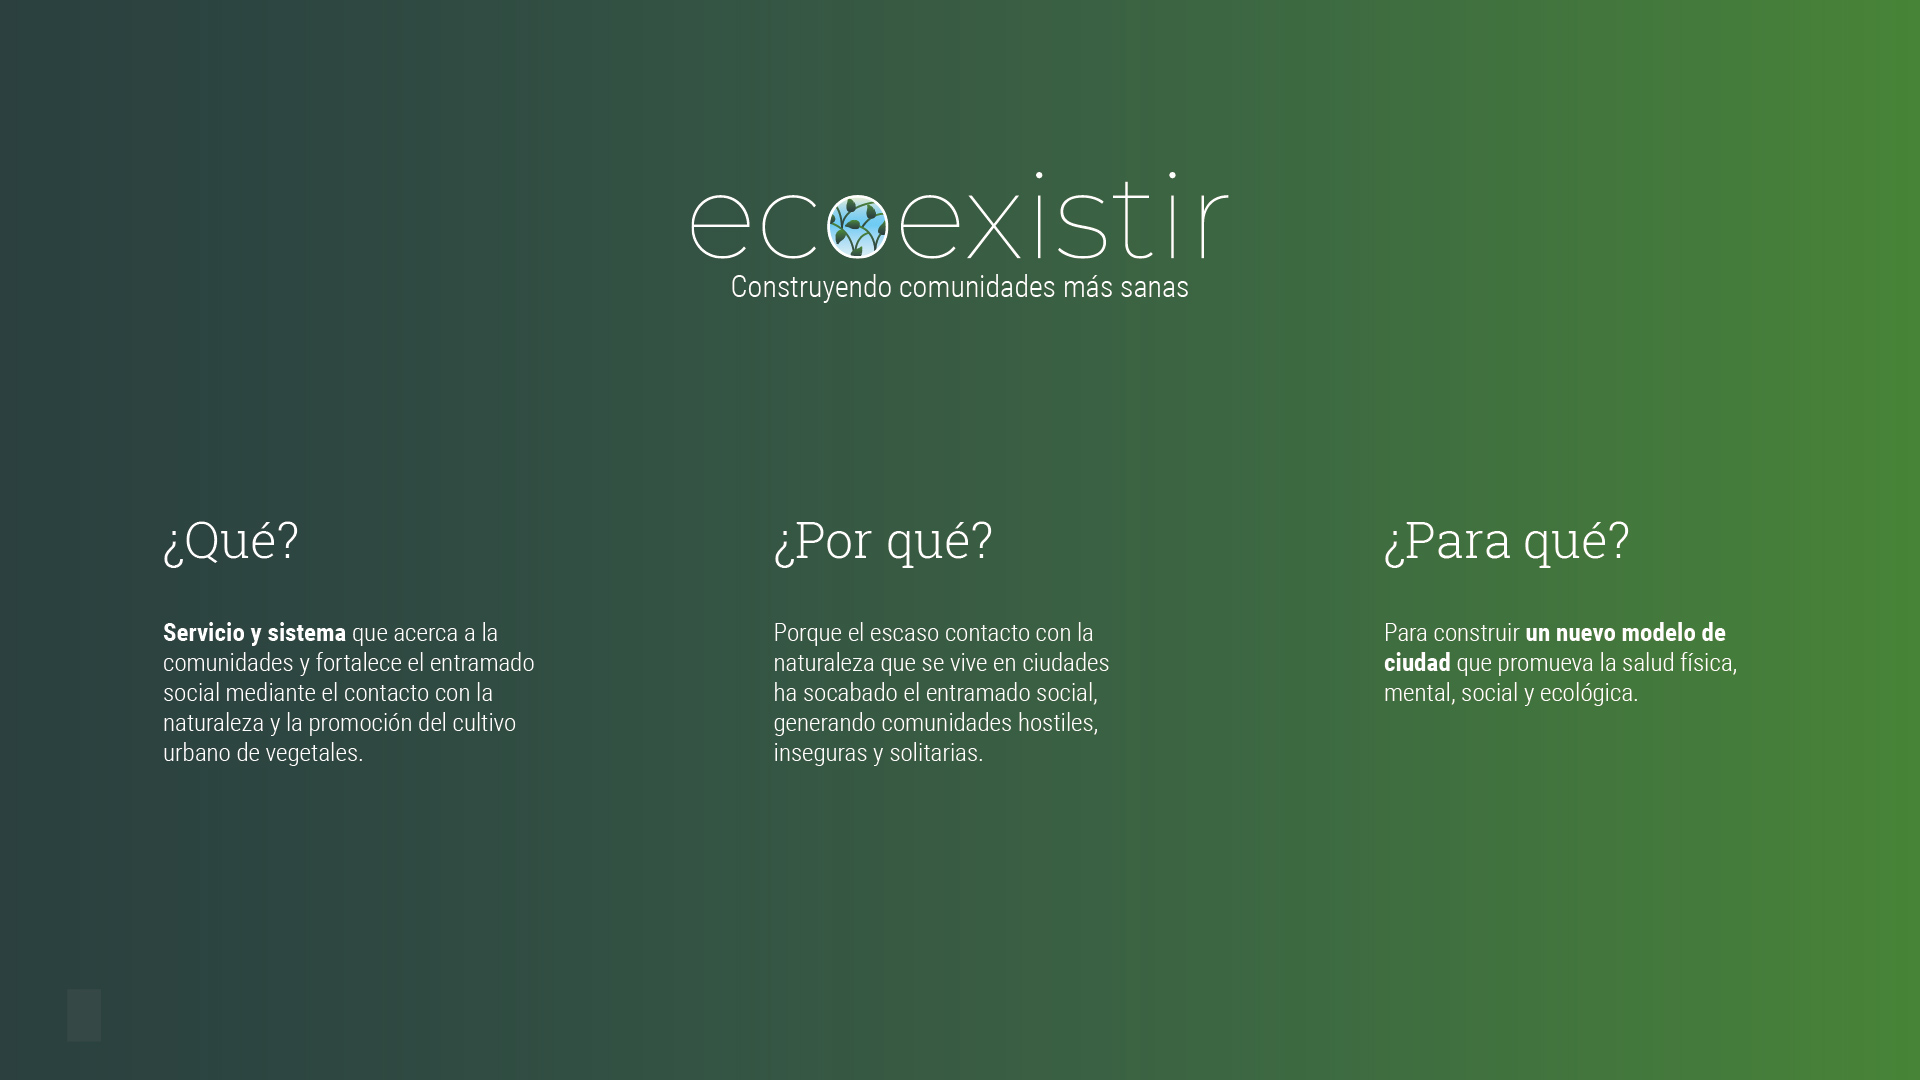 ecoexistir
Construyendo comunidades más sanas
¿Qué?
Servicio y sistema que acerca a la
comunidades y fortalece el entramado
social mediante el contacto con la
naturaleza y la promoción del cultivo
urbano de vegetales.
¿Por qué?
Porque el escaso contacto con la
naturaleza que se vive en ciudades
ha socabado el entramado social,
generando comunidades hostiles,
inseguras y solitarias.
¿Para qué?
Para construir un nuevo modelo de
ciudad que promueva la salud física,
mental, social y ecológica.